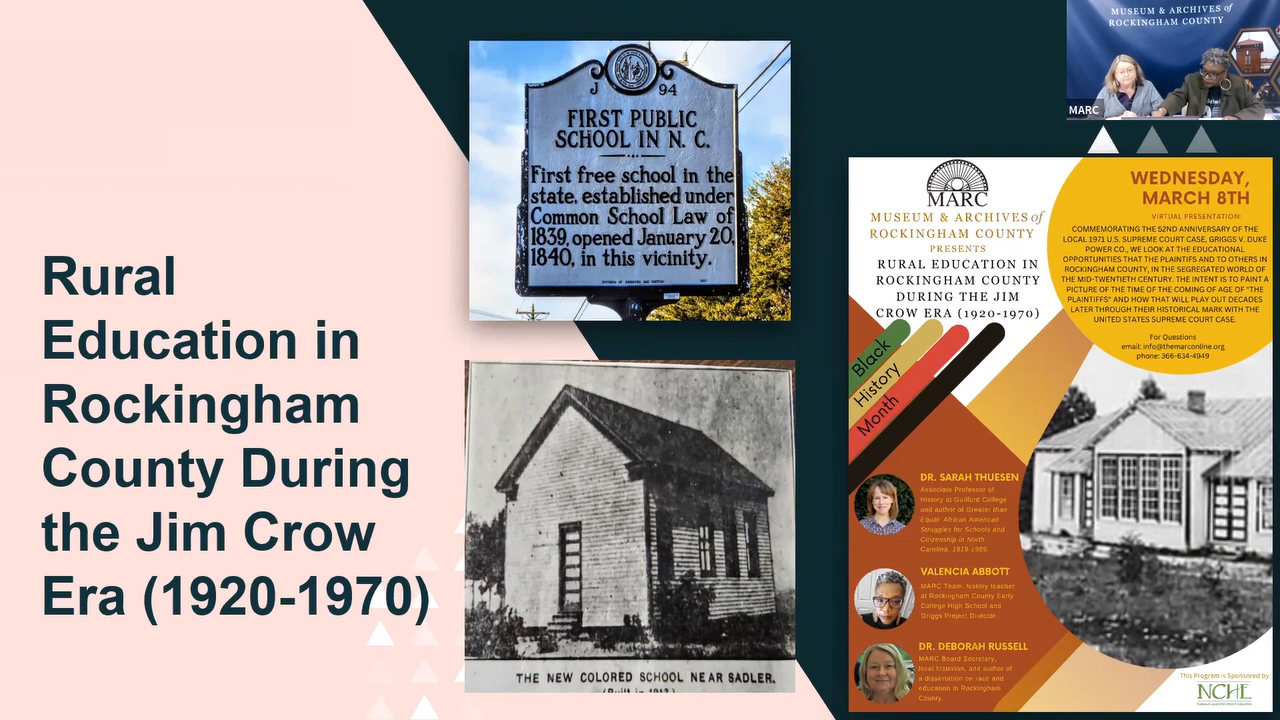 Rural
Education in
Rockingham
County During
the Jim Crow
Era (1920-1970)
J 94
FIRST PUBLIC
SCHOOL IN N. C.
First free school in the
state, established under
Common School Law of
1839, opened January 20,
1840, in this vicinity.
THE NEW COLORED SCHOOL NEAR SADLER.
MUSEUM & ARCHIVES of
ROCKINGHAM COUNTY
MARC
MARC
MUSEUM & ARCHIVES of
ROCKINGHAM COUNTY
PRESENTS
RURAL EDUCATION IN
ROCKINGHAM COUNTY
DURING THE JIM
CROW ERA (1920-1970)
WEDNESDAY,
MARCH 8TH
VIRTUAL PRESENTATION:
COMMEMORATING THE 52ND ANNIVERSARY OF THE
LOCAL 1971 U.S. SUPREME COURT CASE, GRIGGS V. DUKE
POWER CO., WE LOOK AT THE EDUCATIONAL
OPPORTUNITIES THAT THE PLAINTIFS AND TO OTHERS IN
ROCKINGHAM COUNTY, IN THE SEGREGATED WORLD OF
THE MID-TWENTIETH CENTURY. THE INTENT IS TO PAINT A
PICTURE OF THE TIME OF THE COMING OF AGE OF "THE
PLAINTIFFS" AND HOW THAT WILL PLAY OUT DECADES
LATER THROUGH THEIR HISTORICAL MARK WITH THE
UNITED STATES SUPREME COURT CASE.
For Questions
email: info@themarconline.org
phone: 366-634-4949
Black
History
Month
DR. SARAH THUESEN
Associate Professor of
History at Guilford College
and author of Greater than
Equal: African American
Struggles for Schools and
Citizenship in North
Carolina, 1919-1965.
VALENCIA ABBOTT
MARC Team, history teacher
at Rockingham County Early
College High School and
Griggs Project Director.
DR. DEBORAH RUSSELL
MARC Board Secretary,
local historian, and author of
a dissertation on race and
education in Rockingham
County.
This Program is Sponsored by
NCHE